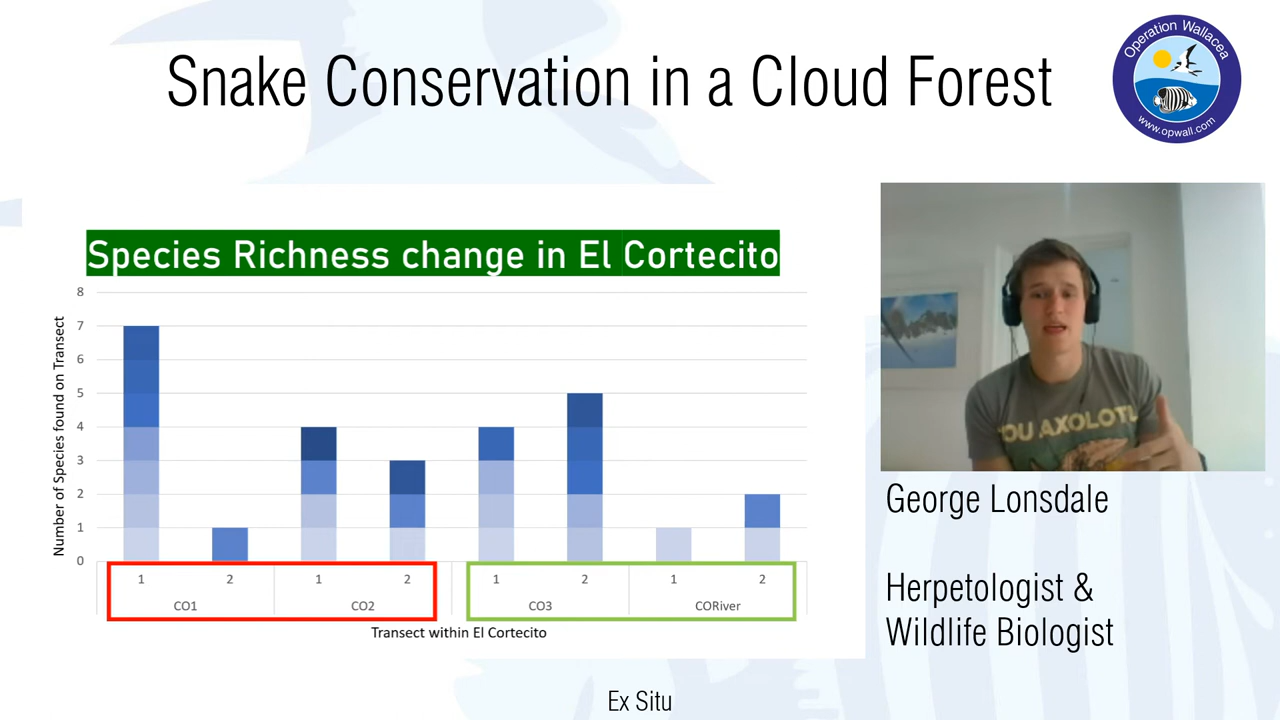 Snake Conservation in a Cloud Forest
Operation Wallacea
www.opwall.com
Species Richness change in El Cortecito
Number of Species found on Transect
8
7
6
5
4
3
2
1
0
1 2 1 2 1 2 1 2
CO1 CO2 CO3 CORiver
Transect within El Cortecito
OU AXOLOTL
George Lonsdale
Herpetologist &
Wildlife Biologist
Ex Situ